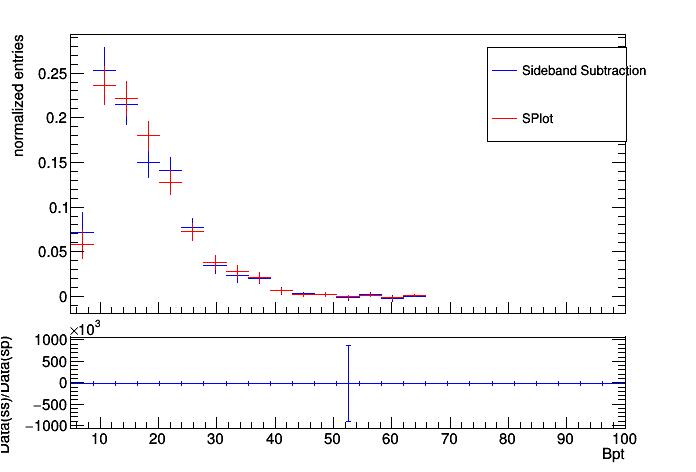 normalized entries
0.25
0.2
0.15
0.1
0.05
0
Sideband Subtraction
SPlot
×10³
Data(ss)/Data(sp)
1000
500
0
−500
−1000
10 20 30 40 50 60 70 80 90 100
Bpt